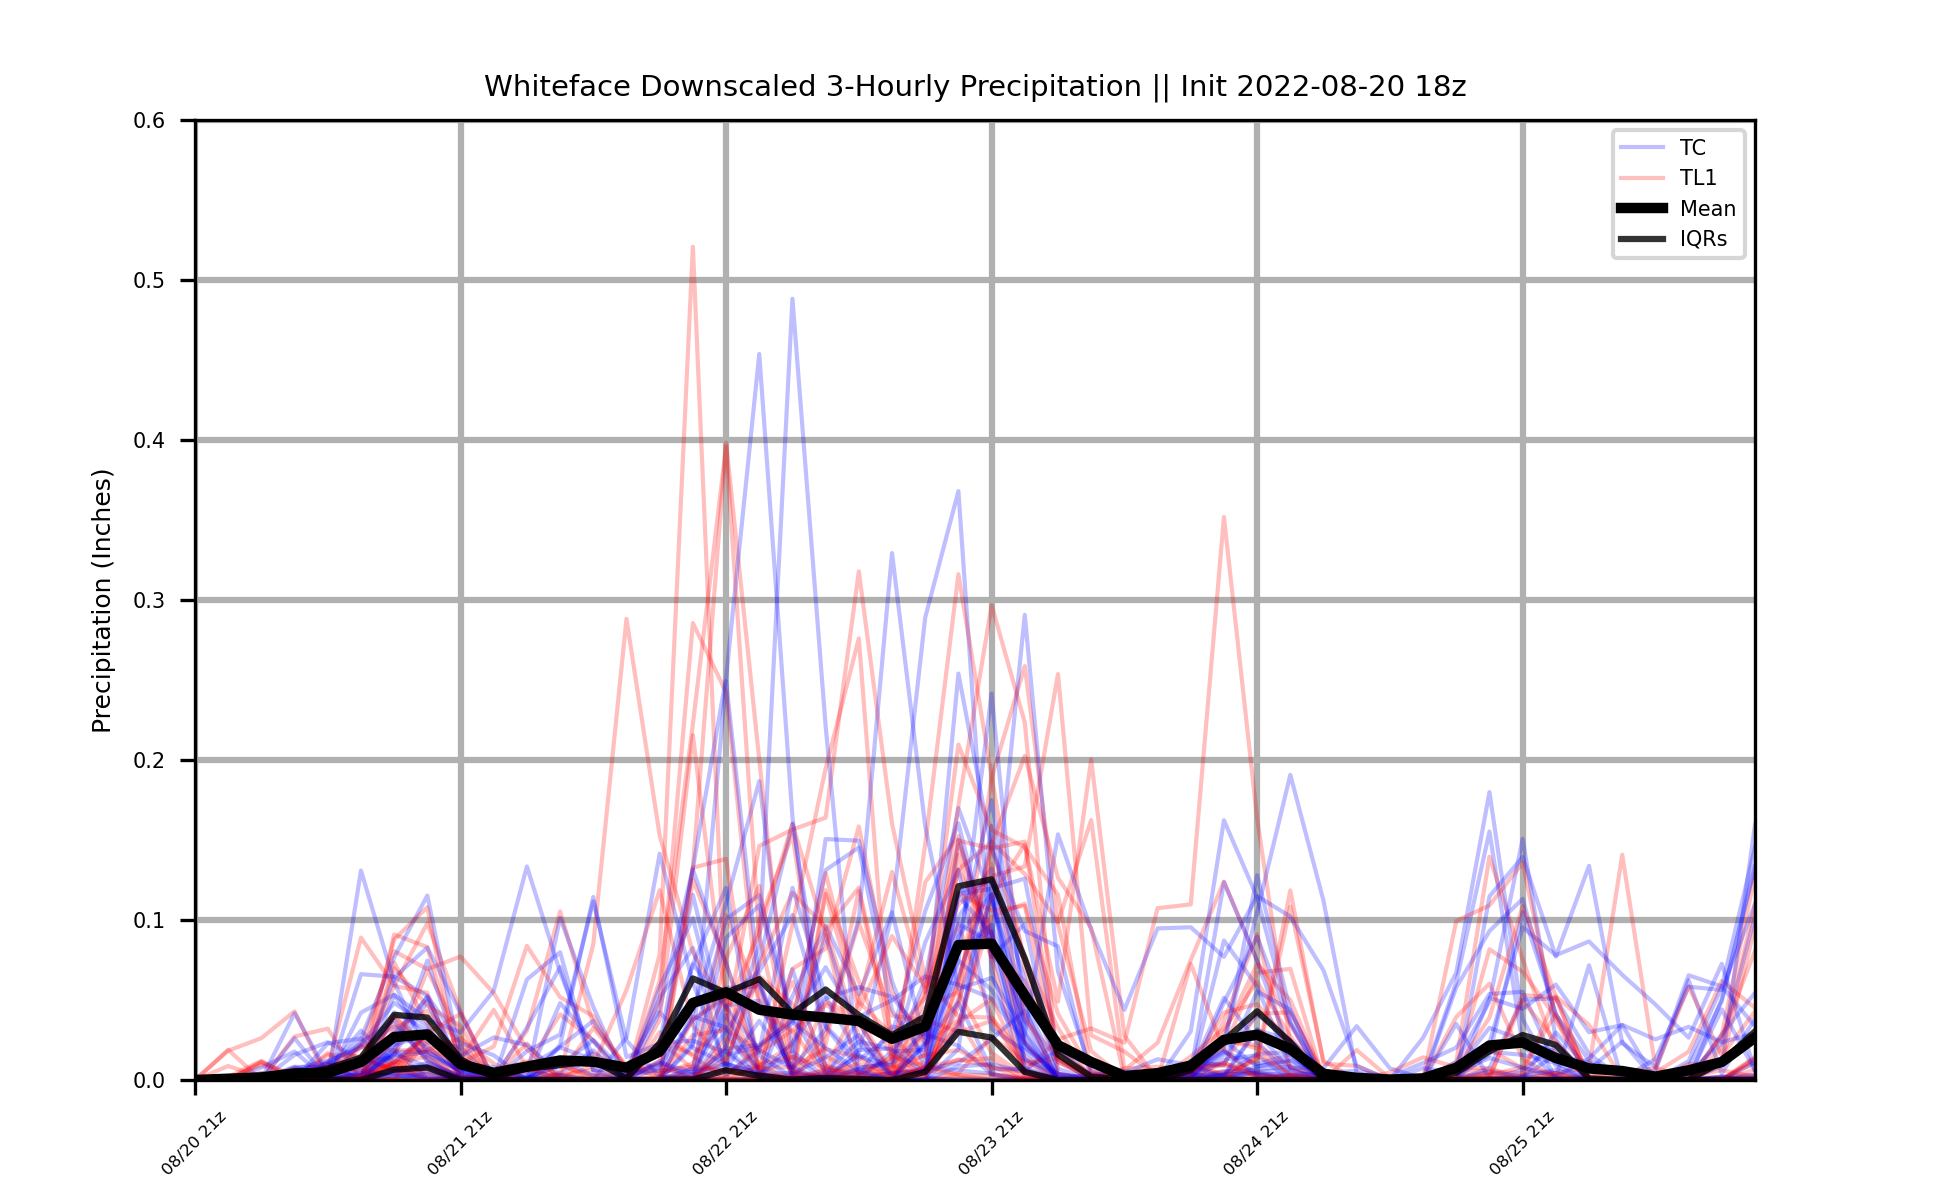 Whiteface Downscaled 3-Hourly Precipitation || Init 2022-08-20 18z
TC
TL1
Mean
IQRs
Precipitation (Inches)
0.6
0.5
0.4
0.3
0.2
0.1
0.0
08/20 21z
08/21 21z
08/22 21z
08/23 21z
08/24 21z
08/25 21z